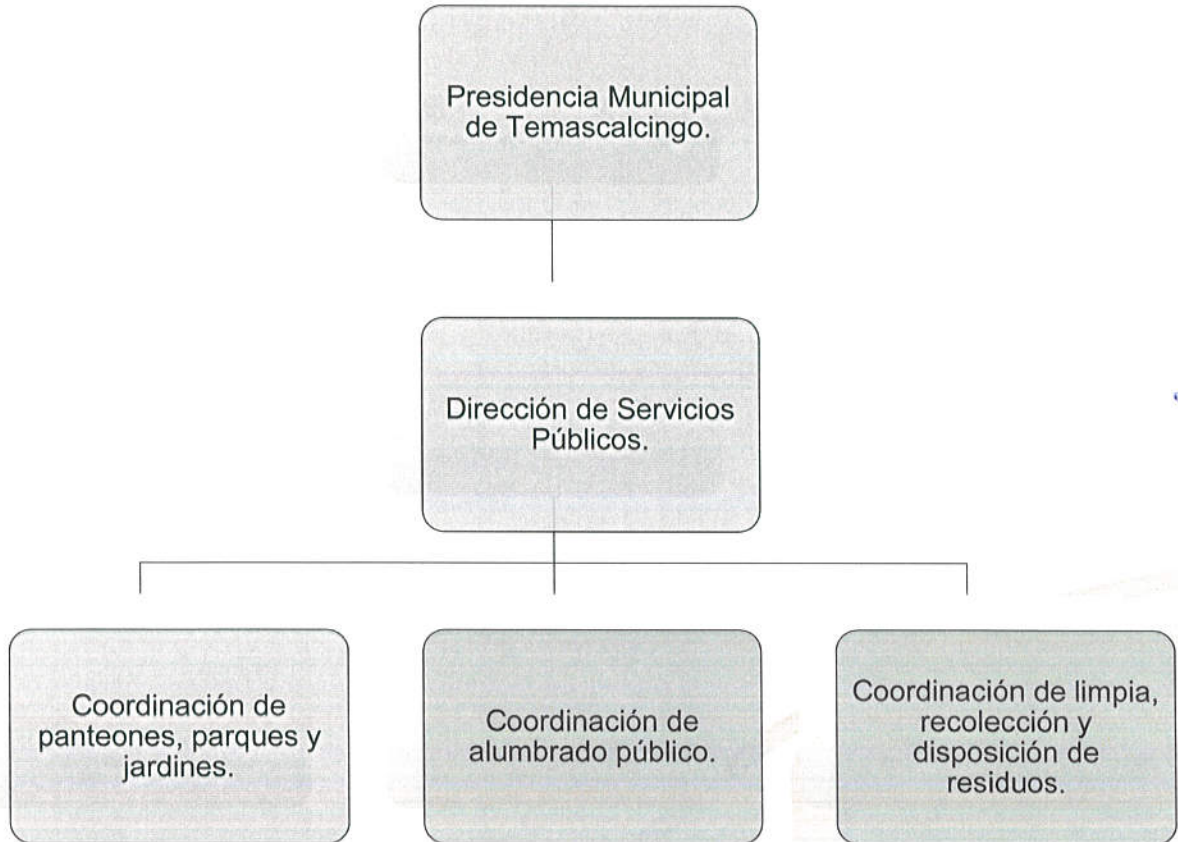 Presidencia Municipal
de Temascalcingo.
Dirección de Servicios
Públicos.
Coordinación de
panteones, parques y
jardines.
Coordinación de
alumbrado público.
Coordinación de limpia,
recolección y
disposición de
residuos.